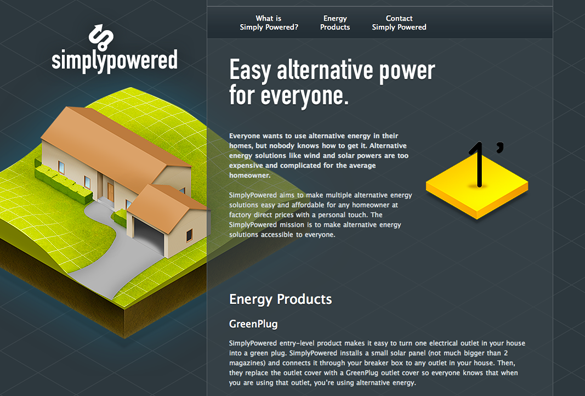 What is
Simply Powered?
Energy
Products
Contact
Simply Powered
simplypowered
Easy alternative power
for everyone.
Everyone wants to use alternative energy in their
homes, but nobody knows how to get it. Alternative
energy solutions like wind and solar powers are too
expensive and complicated for the average
homeowner.
1’
SimplyPowered aims to make multiple alternative energy
solutions easy and affordable for any homeowner at
factory direct prices with a personal touch. The
SimplyPowered mission is to make alternative energy
solutions accessible to everyone.
Energy Products
GreenPlug
SimplyPowered entry-level product makes it easy to turn one electrical outlet in your house
into a green plug. SimplyPowered installs a small solar panel (not much bigger than 2
magazines) and connects it through your breaker box to any outlet in your house. Then,
they replace the outlet cover with a GreenPlug outlet cover so everyone knows that when
you are using that outlet, you’re using alternative energy.